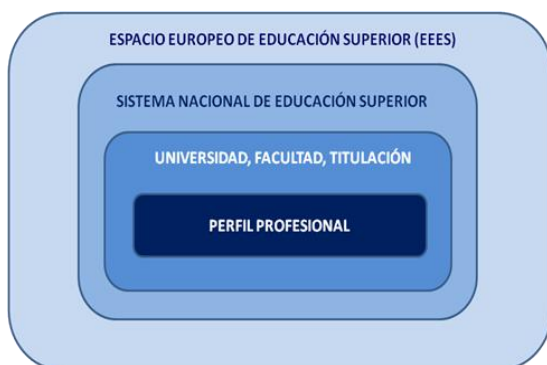 ESPACIO EUROPEO DE EDUCACIÓN SUPERIOR (EEES)
SISTEMA NACIONAL DE EDUCACIÓN SUPERIOR
UNIVERSIDAD, FACULTAD, TITULACIÓN
PERFIL PROFESIONAL